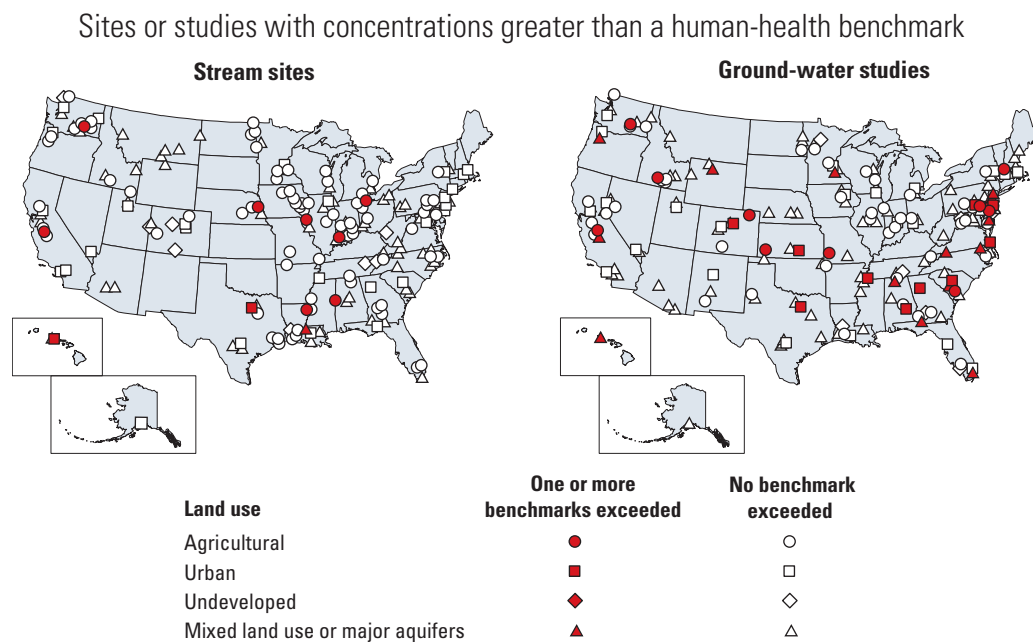 Sites or studies with concentrations greater than a human-health benchmark
Stream sites
Ground-water studies
Land use
One or more
benchmarks exceeded
No benchmark
exceeded
Agricultural
Urban
Undeveloped
Mixed land use or major aquifers